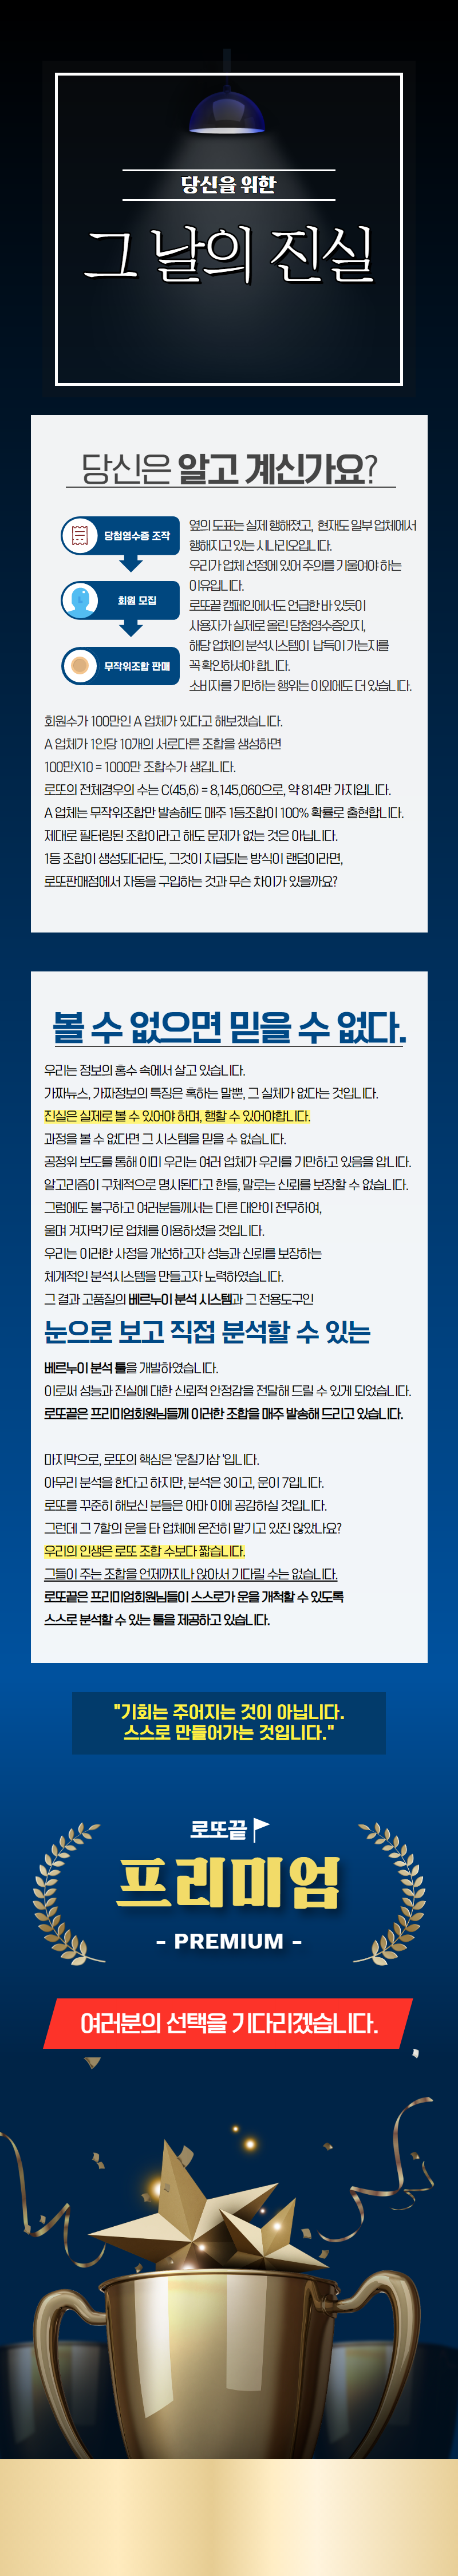 당신을 위한
그 날의 진실
당신은 알고 계신가요?
당첨영수증 조작
회원 모집
무작위조합 판매
옆의 도표는 실제 행해졌고, 현재도 일부 업체에서
행해지고 있는 시나리오입니다.
우리가 업체 선정에 있어 주의를 기울여야 하는
이유입니다.
로또끝 캠페인에서도 언급한 바 있듯이
사용자가 실제로 올린 당첨영수증인지,
해당 업체의 분석시스템이 납득이 가는지를
꼭 확인하셔야 합니다.
소비자를 기만하는 행위는 이외에도 더 있습니다.
회원수가 100만인 A 업체가 있다고 해보겠습니다.
A 업체가 1인당 10개의 서로다른 조합을 생성하면
100만X10 = 1000만 조합수가 생깁니다.
로또의 전체경우의 수는 C(45,6) = 8,145,060으로, 약 814만 가지입니다.
A 업체는 무작위조합만 발송해도 매주 1등조합이 100% 확률로 출현합니다.
제대로 필터링된 조합이라고 해도 문제가 없는 것은 아닙니다.
1등 조합이 생성되더라도, 그것이 지급되는 방식이 랜덤이라면,
로또판매점에서 자동을 구입하는 것과 무슨 차이가 있을까요?
볼 수 없으면 믿을 수 없다.
우리는 정보의 홍수 속에서 살고 있습니다.
가짜뉴스, 가짜정보의 특징은 혹하는 말뿐, 그 실체가 없다는 것입니다.
진실은 실제로 볼 수 있어야 하며, 행할 수 있어야합니다.
과정을 볼 수 없다면 그 시스템을 믿을 수 없습니다.
공정위 보도를 통해 이미 우리는 여러 업체가 우리를 기만하고 있음을 압니다.
알고리즘이 구체적으로 명시된다고 한들, 말로는 신뢰를 보장할 수 없습니다.
그럼에도 불구하고 여러분들께서는 다른 대안이 전무하여,
울며 겨자먹기로 업체를 이용하셨을 것입니다.
우리는 이러한 사정을 개선하고자 성능과 신뢰를 보장하는
체계적인 분석시스템을 만들고자 노력하였습니다.
그 결과 고품질의 베르누이 분석 시스템과 그 전용도구인
눈으로 보고 직접 분석할 수 있는
베르누이 분석 툴을 개발하였습니다.
이로써 성능과 진실에 대한 신뢰적 안정감을 전달해 드릴 수 있게 되었습니다.
로또끝은 프리미엄회원님들께 이러한 조합을 매주 발송해 드리고 있습니다.
마지막으로, 로또의 핵심은 '운칠기삼 '입니다.
아무리 분석을 한다고 하지만, 분석은 3이고, 운이 7입니다.
로또를 꾸준히 해보신 분들은 아마 이에 공감하실 것입니다.
그런데 그 7할의 운을 타 업체에 온전히 맡기고 있진 않았나요?
우리의 인생은 로또 조합 수보다 짧습니다.
그들이 주는 조합을 언제까지나 앉아서 기다릴 수는 없습니다.
로또끝은 프리미엄회원님들이 스스로가 운을 개척할 수 있도록
스스로 분석할 수 있는 툴을 제공하고 있습니다.
"기회는 주어지는 것이 아닙니다.
스스로 만들어가는 것입니다."
로또끝
프리미엄
- PREMIUM -
여러분의 선택을 기다리겠습니다.